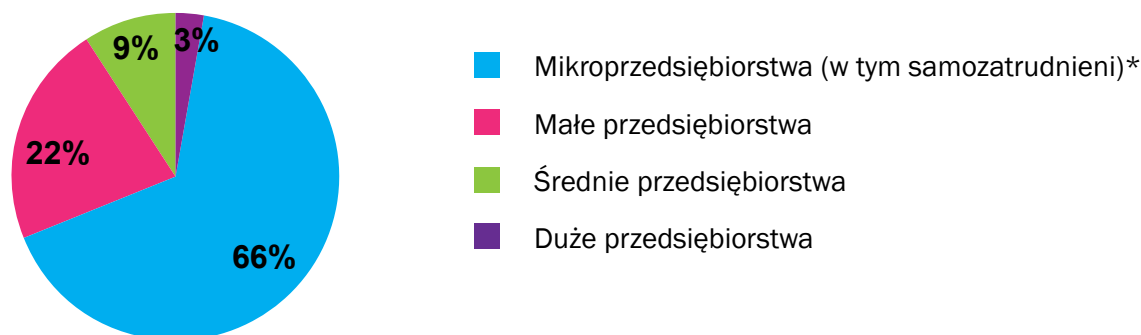 9%
3%
22%
66%
Mikroprzedsiębiorstwa (w tym samozatrudnieni)*
Małe przedsiębiorstwa
Średnie przedsiębiorstwa
Duże przedsiębiorstwa